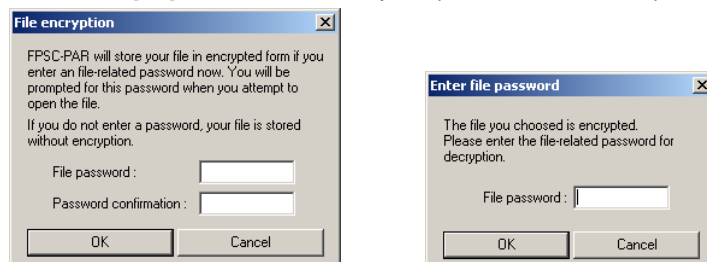 File encryption
FPSC-PAR will store your file in encrypted form if you
enter an file-related password now. You will be
prompted for this password when you attempt to
open the file.
If you do not enter a password, your file is stored
without encryption.
File password :
Password confirmation :
OK Cancel
Enter file password
The file you choosed is encrypted.
Please enter the file-related password for
decryption.
File password :
OK Cancel